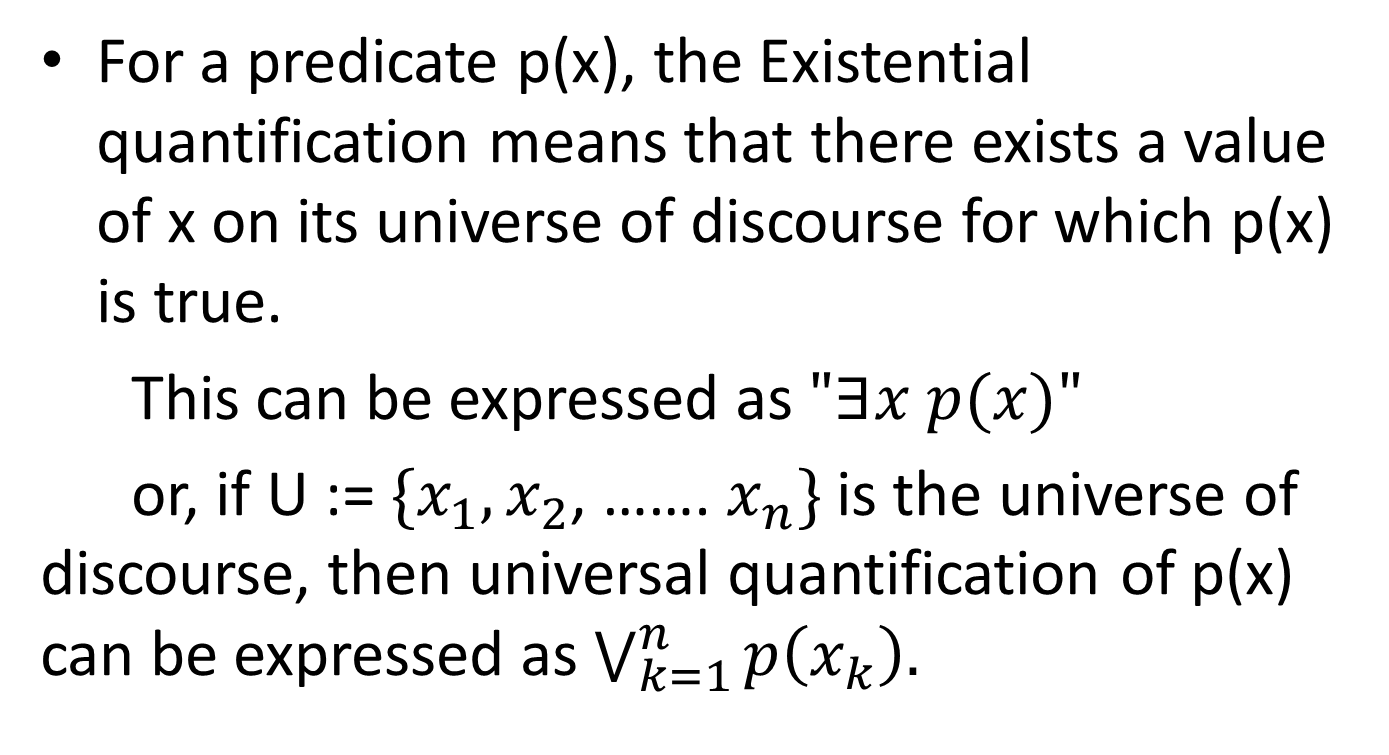 • For a predicate p(x), the Existential
quantification means that there exists a value
of x on its universe of discourse for which p(x)
is true.
This can be expressed as "∃x p(x)"
or, if U := {x₁, x₂, ……. xₙ} is the universe of
discourse, then universal quantification of p(x)
can be expressed as ⋁ⁿₖ₌₁ p(xₖ).